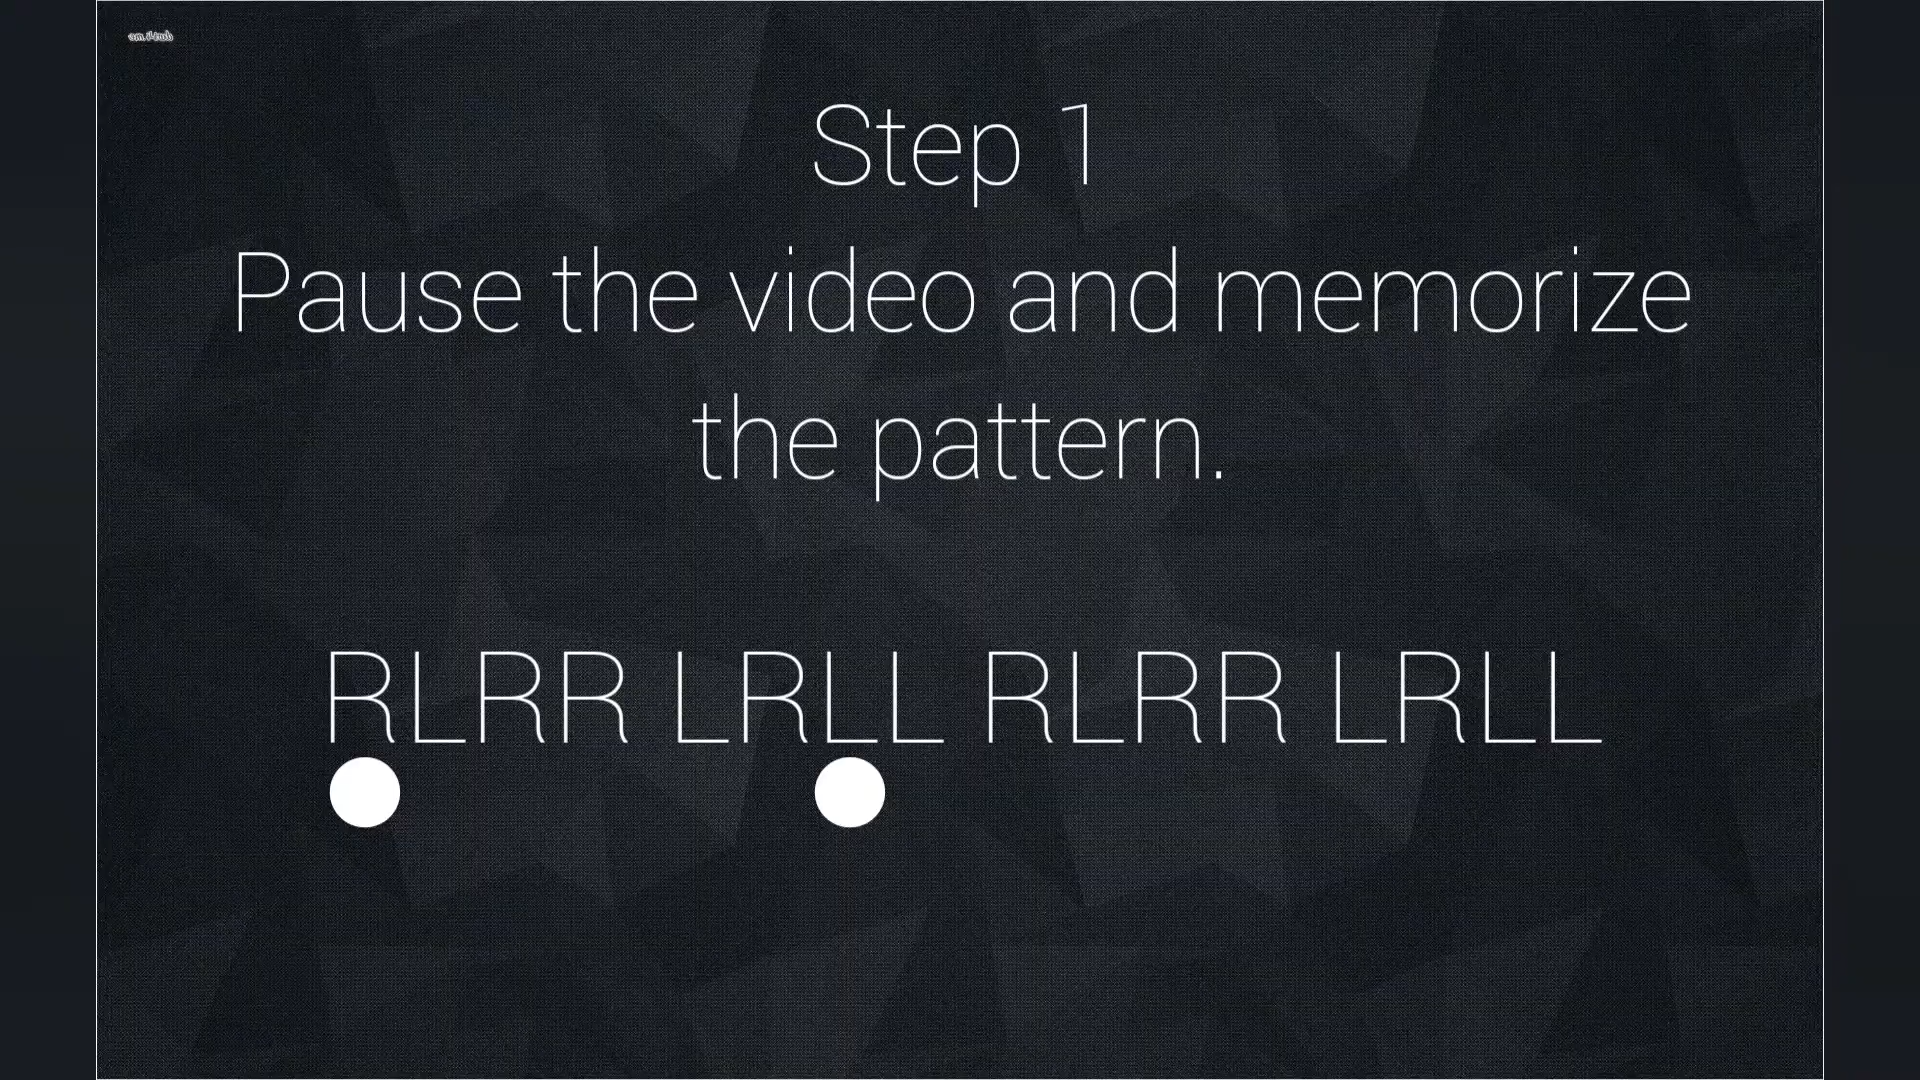 Step 1
Pause the video and memorize
the pattern.
RLRR LRLL RLRR LRLL